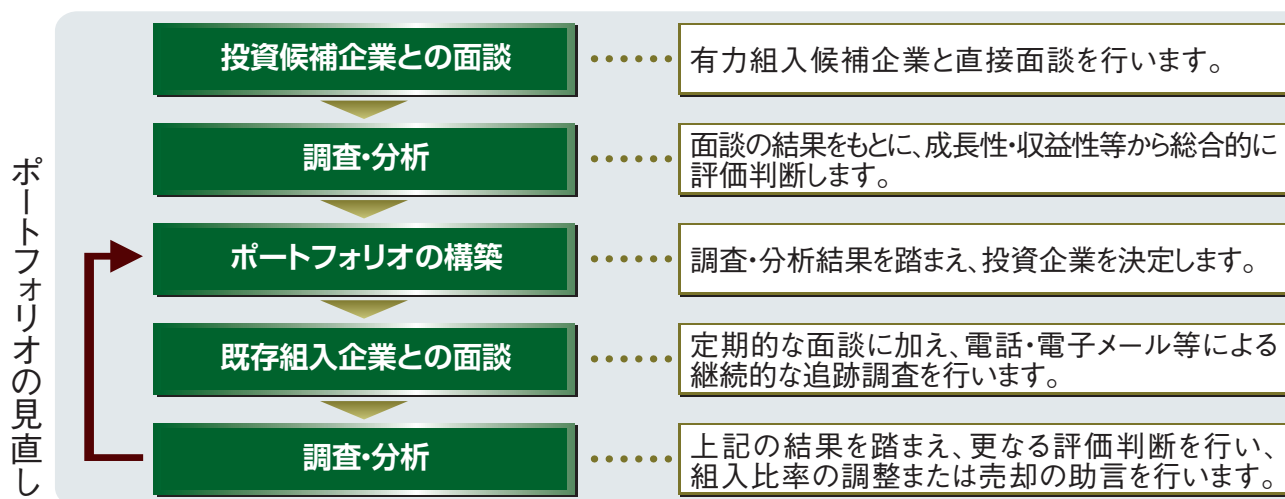 投資候補企業との面談
有力組入候補企業と直接面談を行います。
調査・分析
面談の結果をもとに、成長性・収益性等から総合的に
評価判断します。
ポートフォリオの構築
調査・分析結果を踏まえ、投資企業を決定します。
既存組入企業との面談
定期的な面談に加え、電話・電子メール等による
継続的な追跡調査を行います。
調査・分析
上記の結果を踏まえ、更なる評価判断を行い、
組入比率の調整または売却の助言を行います。
ポートフォリオの見直し